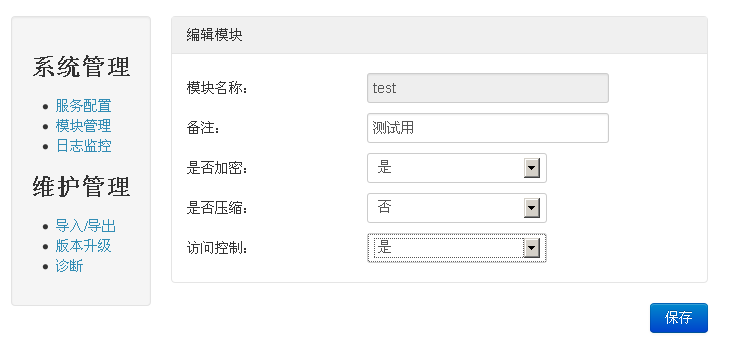 系统管理
服务配置
模块管理
日志监控
维护管理
导入/导出
版本升级
诊断
编辑模块
模块名称： test
备注： 测试用
是否加密： 是
是否压缩： 否
访问控制： 是
保存